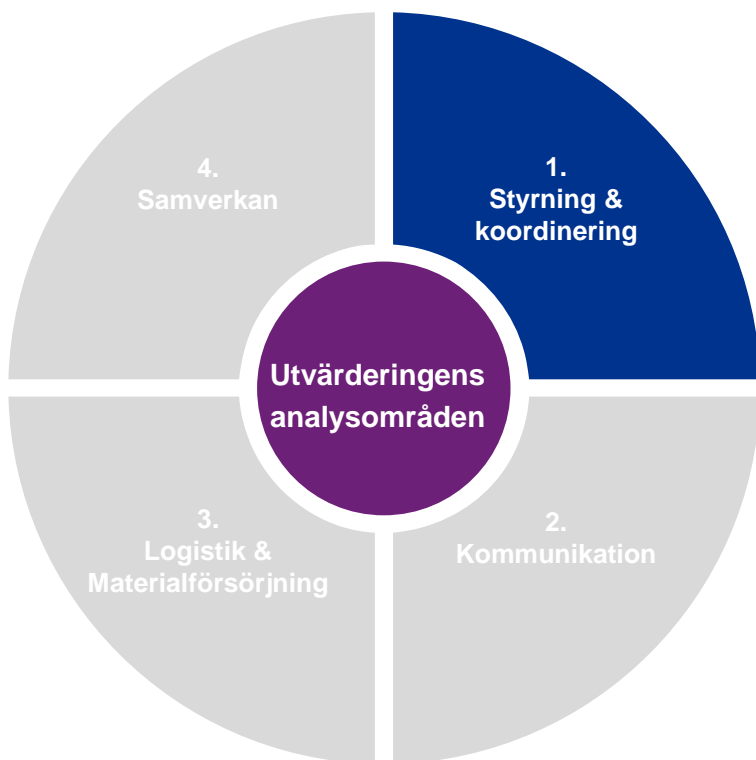 1.
Styrning &
koordinering
2.
Kommunikation
3.
Logistik &
Materialförsörjning
4.
Samverkan
Utvärderingens
analysområden